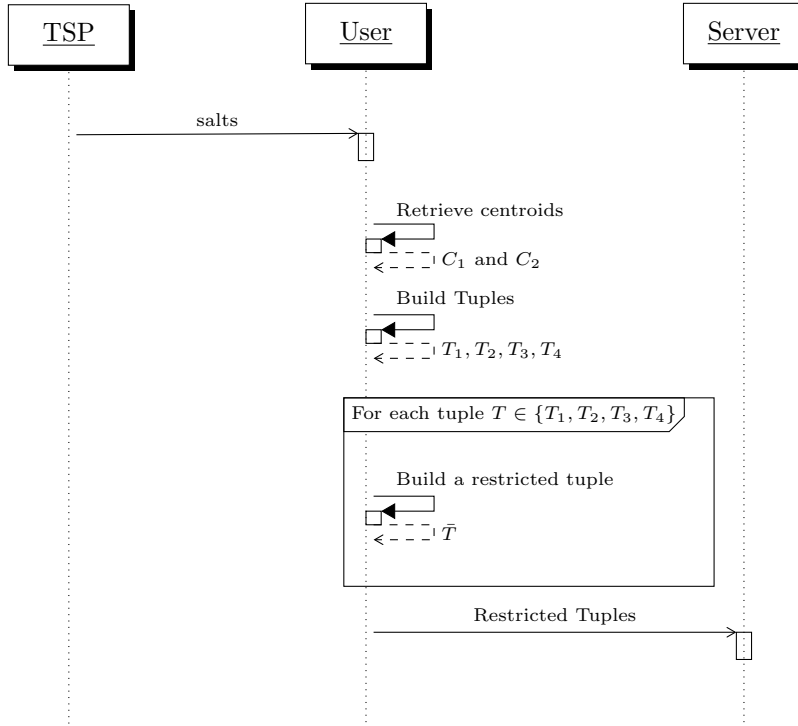 TSP
User
Server
salts
Retrieve centroids
C₁ and C₂
Build Tuples
T₁, T₂, T₃, T₄
For each tuple T ∈ {T₁, T₂, T₃, T₄}
Build a restricted tuple
T̄
Restricted Tuples